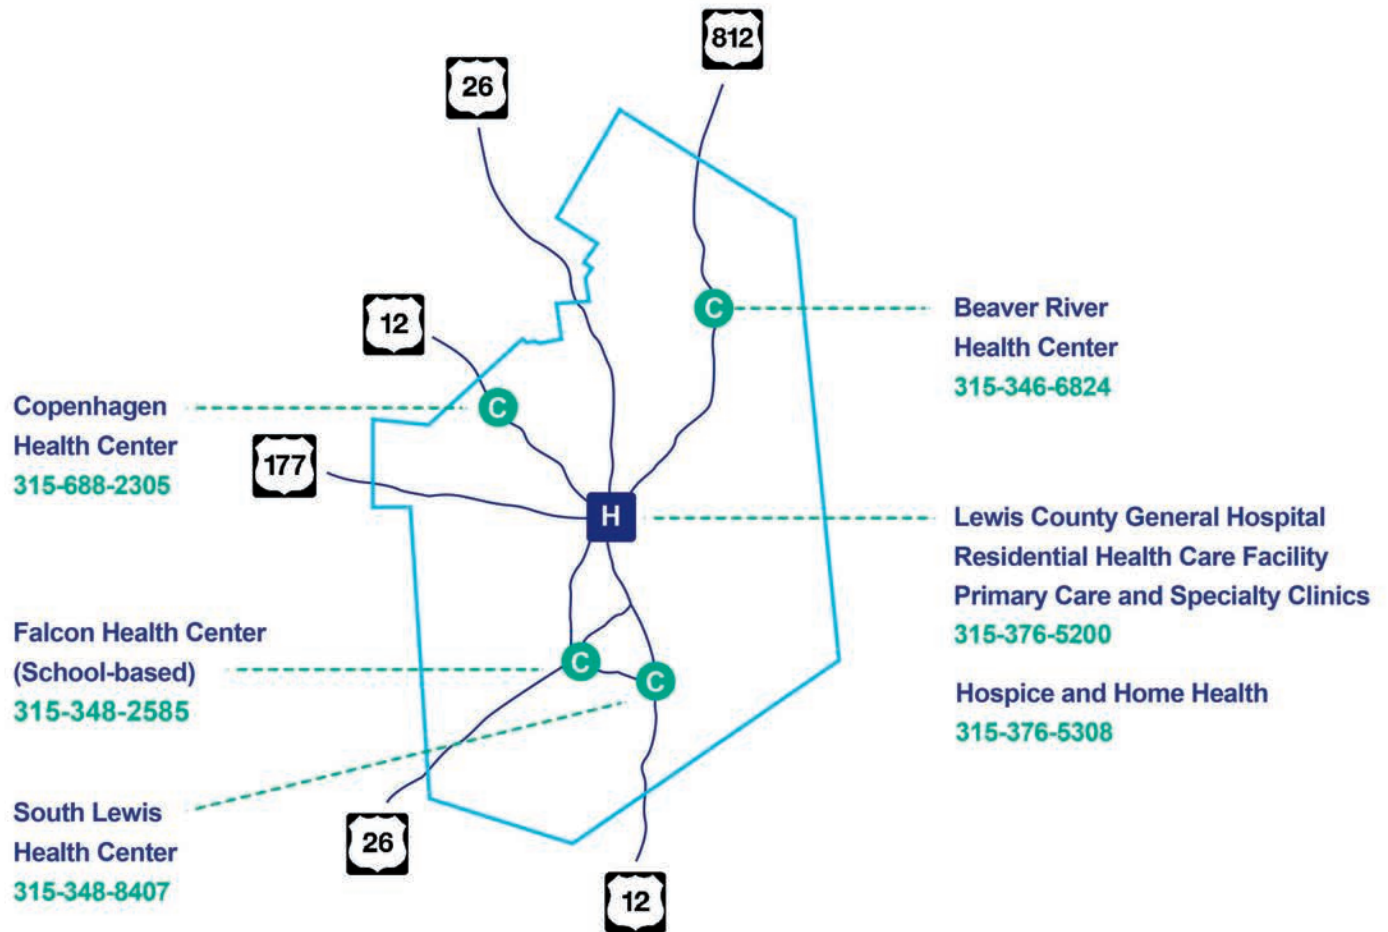 812
26
12
C
Beaver River
Health Center
315-346-6824
Copenhagen
Health Center
315-688-2305
C
177
H
Lewis County General Hospital
Residential Health Care Facility
Primary Care and Specialty Clinics
315-376-5200
Hospice and Home Health
315-376-5308
Falcon Health Center
(School-based)
315-348-2585
C
C
South Lewis
Health Center
315-348-8407
26
12